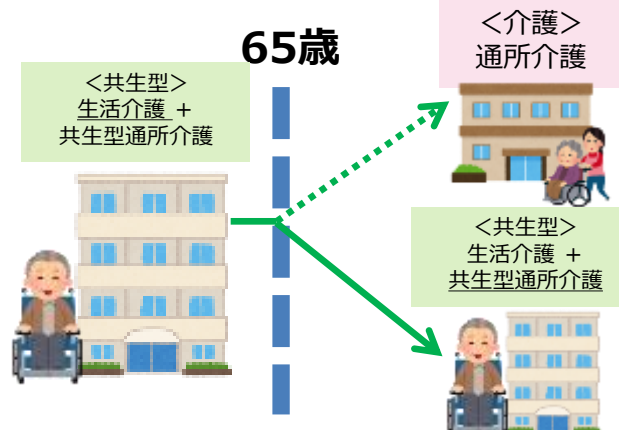 65歳
＜共生型＞
生活介護 +
共生型通所介護
＜介護＞
通所介護
＜共生型＞
生活介護 +
共生型通所介護